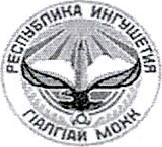 РЕСПУБЛИКА ИНГУШЕТИЯ
ГIАЛГIАЙ МОХК